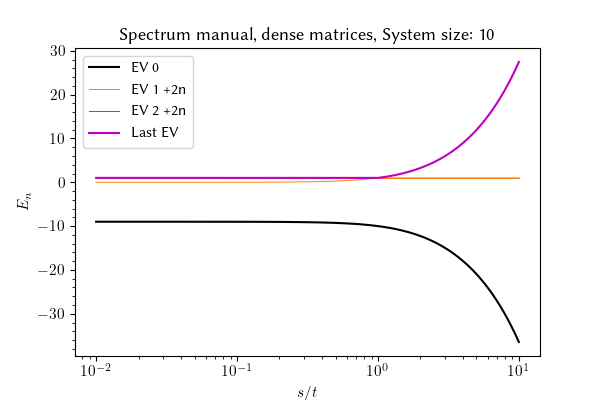 Spectrum manual, dense matrices, System size: 10
EV 0
EV 1 +2n
EV 2 +2n
Last EV
30
20
10
0
−10
−20
−30
E_n
10^{-2}
10^{-1}
10^{0}
10^{1}
s/t